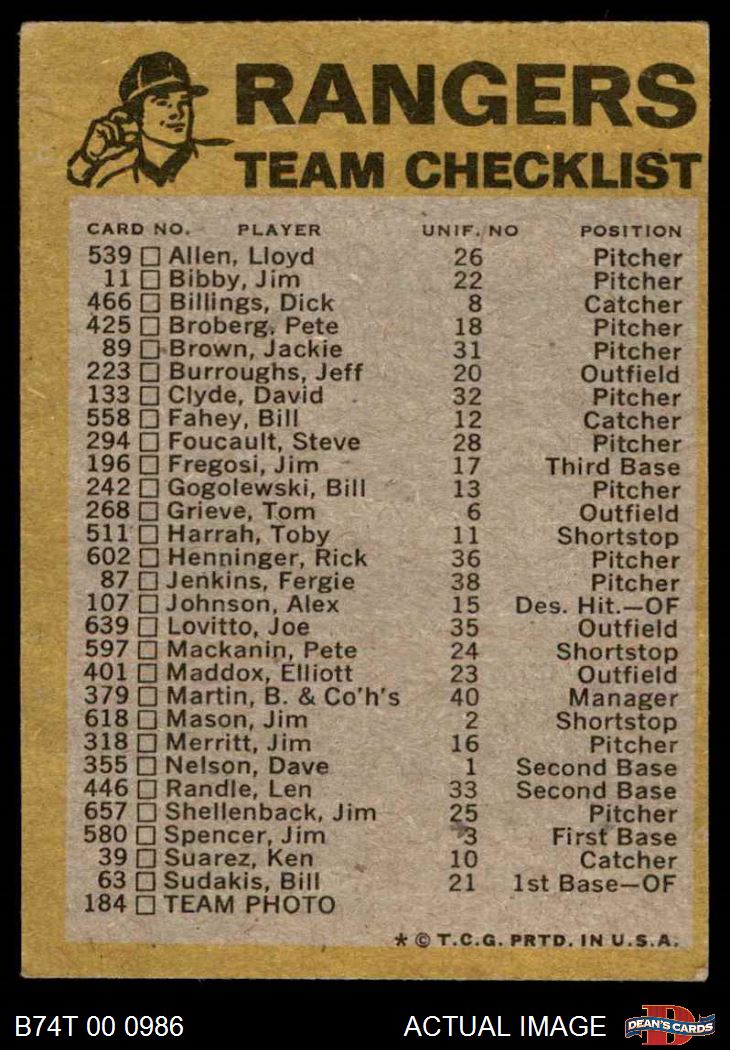 RANGERS
TEAM CHECKLIST
CARD NO. PLAYER UNIF. NO POSITION
539 Allen, Lloyd 26 Pitcher
11 Bibby, Jim 22 Pitcher
466 Billings, Dick 8 Catcher
425 Broberg, Pete 18 Pitcher
89 Brown, Jackie 31 Pitcher
223 Burroughs, Jeff 20 Outfield
133 Clyde, David 32 Pitcher
558 Fahey, Bill 12 Catcher
294 Foucault, Steve 28 Pitcher
196 Fregosi, Jim 17 Third Base
242 Gogolewski, Bill 13 Pitcher
268 Grieve, Tom 6 Outfield
511 Harrah, Toby 11 Shortstop
602 Henninger, Rick 36 Pitcher
87 Jenkins, Fergie 38 Pitcher
107 Johnson, Alex 15 Des. Hit.—OF
639 Lovitto, Joe 35 Outfield
597 Mackanin, Pete 24 Shortstop
401 Maddox, Elliott 23 Outfield
379 Martin, B. & Co'h's 40 Manager
618 Mason, Jim 2 Shortstop
318 Merritt, Jim 16 Pitcher
355 Nelson, Dave 1 Second Base
446 Randle, Len 33 Second Base
657 Shellenback, Jim 25 Pitcher
580 Spencer, Jim 3 First Base
39 Suarez, Ken 10 Catcher
63 Sudakis, Bill 21 1st Base—OF
184 TEAM PHOTO
* © T.C.G. PRTD. IN U.S.A.
B74T 00 0986 ACTUAL IMAGE DEAN'S CARDS